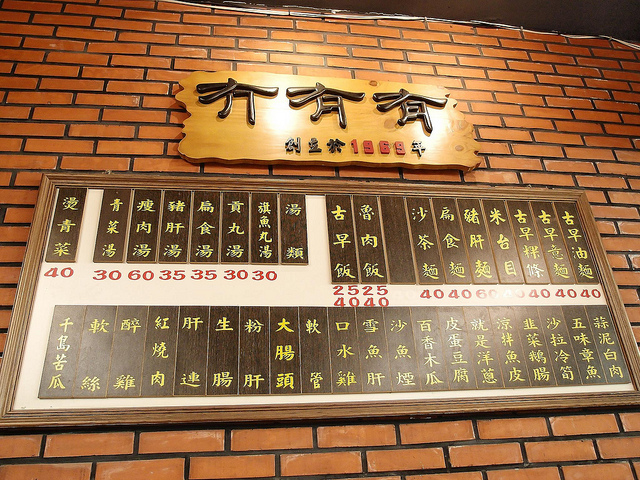 創立於1969年
古早油麵
古早意麵
古早粿條
米台目
豬肝麵
扁食麵
沙茶麵
魯肉飯
古早飯
湯類
旗魚丸湯
貢丸湯
扁食湯
豬肝湯
瘦肉湯
青菜湯
燙青菜
40 30 60 35 35 30 30
25 25 40 40 60 40 40 40
40 40
蒜泥白肉
五味章魚
沙拉冷筍
韭菜鵝腸
涼拌魚皮
就是洋蔥
皮蛋豆腐
百香木瓜
沙魚煙
雪魚肝
口水雞
軟管
大腸頭
粉肝
生腸
肝連
紅燒肉
醉雞
軟絲
千島苦瓜